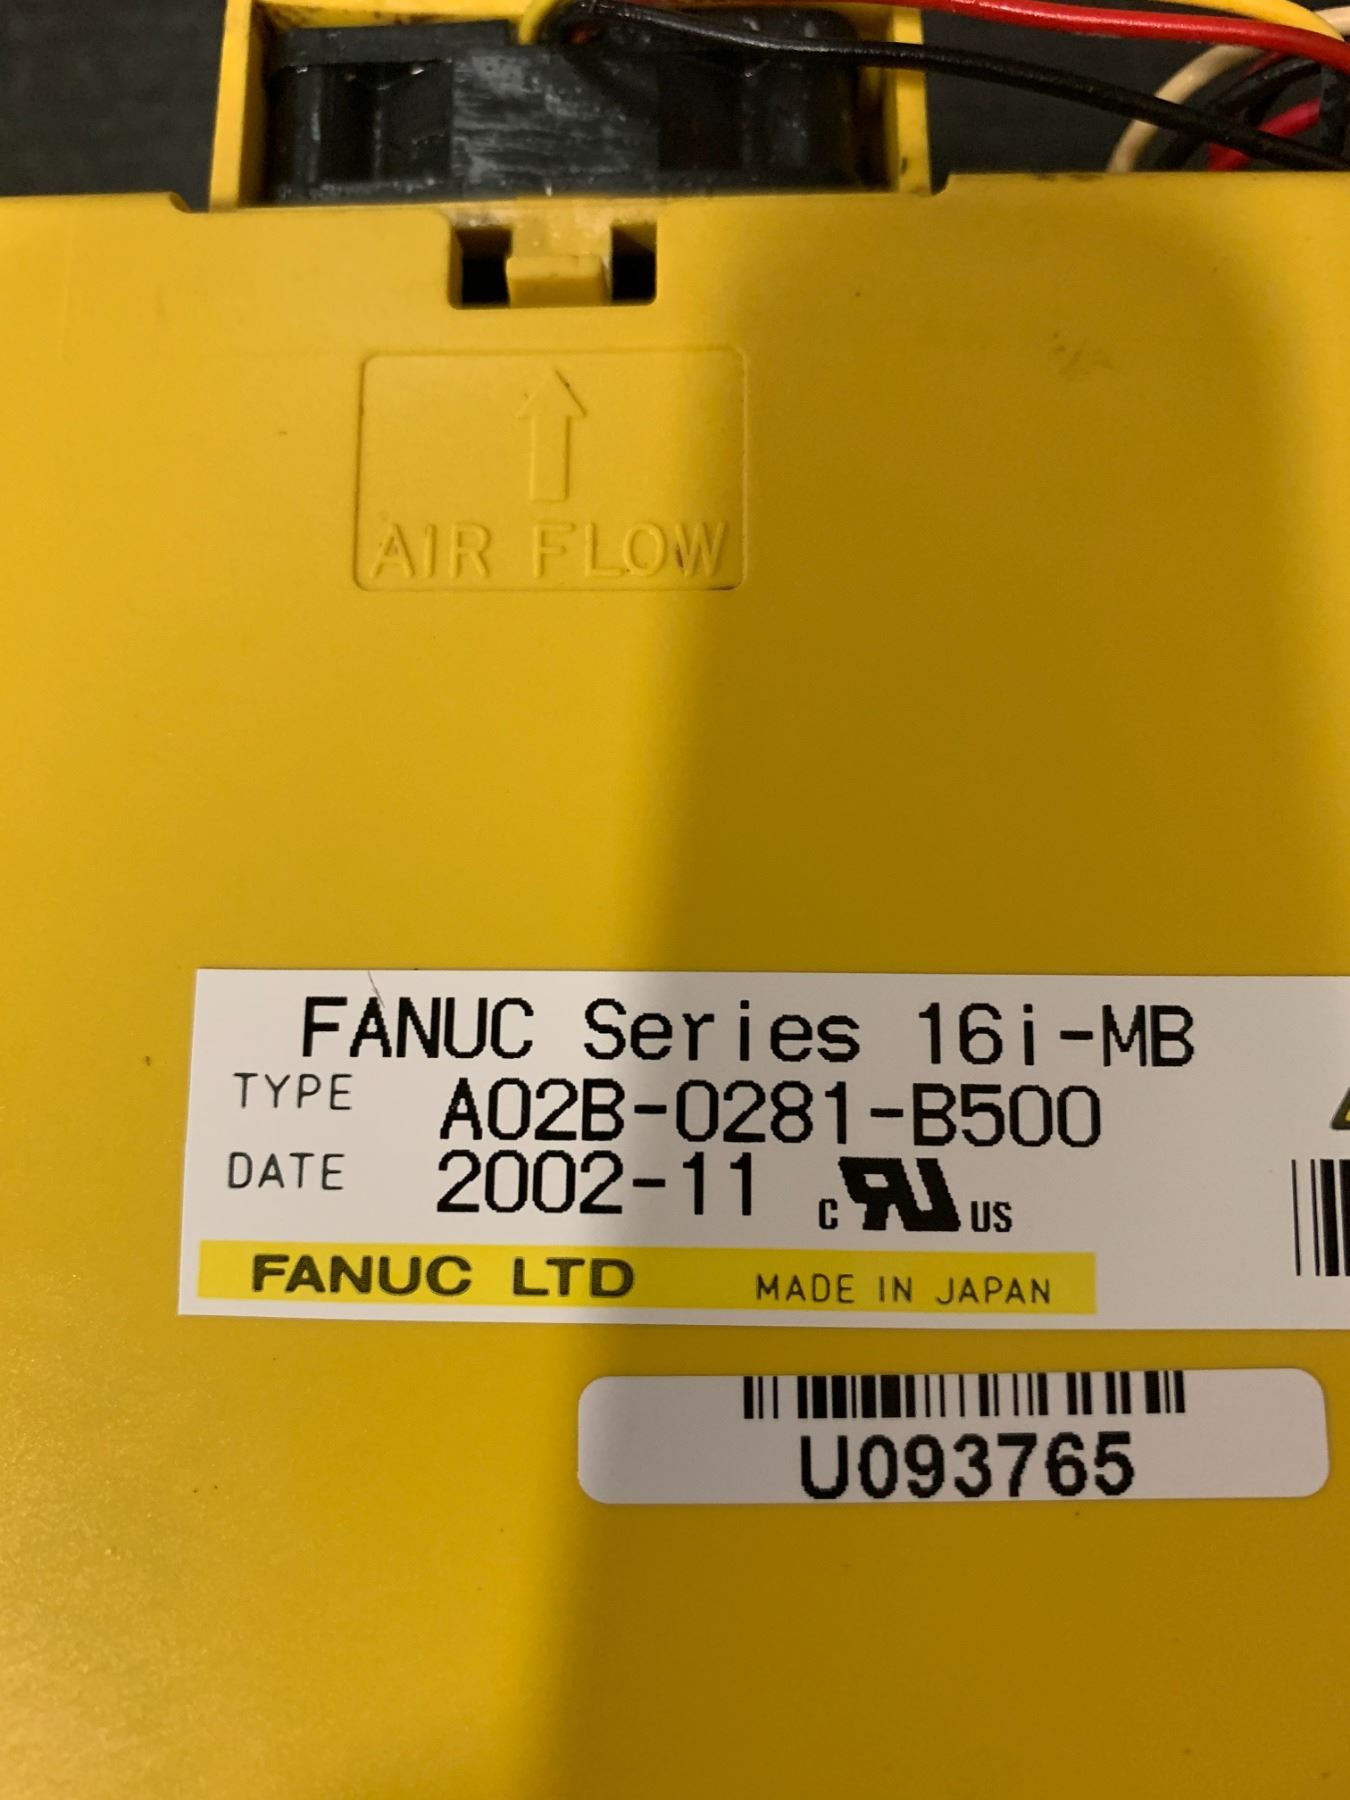 AIR FLOW
FANUC Series 16i-MB
TYPE A02B-0281-B500
DATE 2002-11 c RU US
FANUC LTD MADE IN JAPAN
U093765